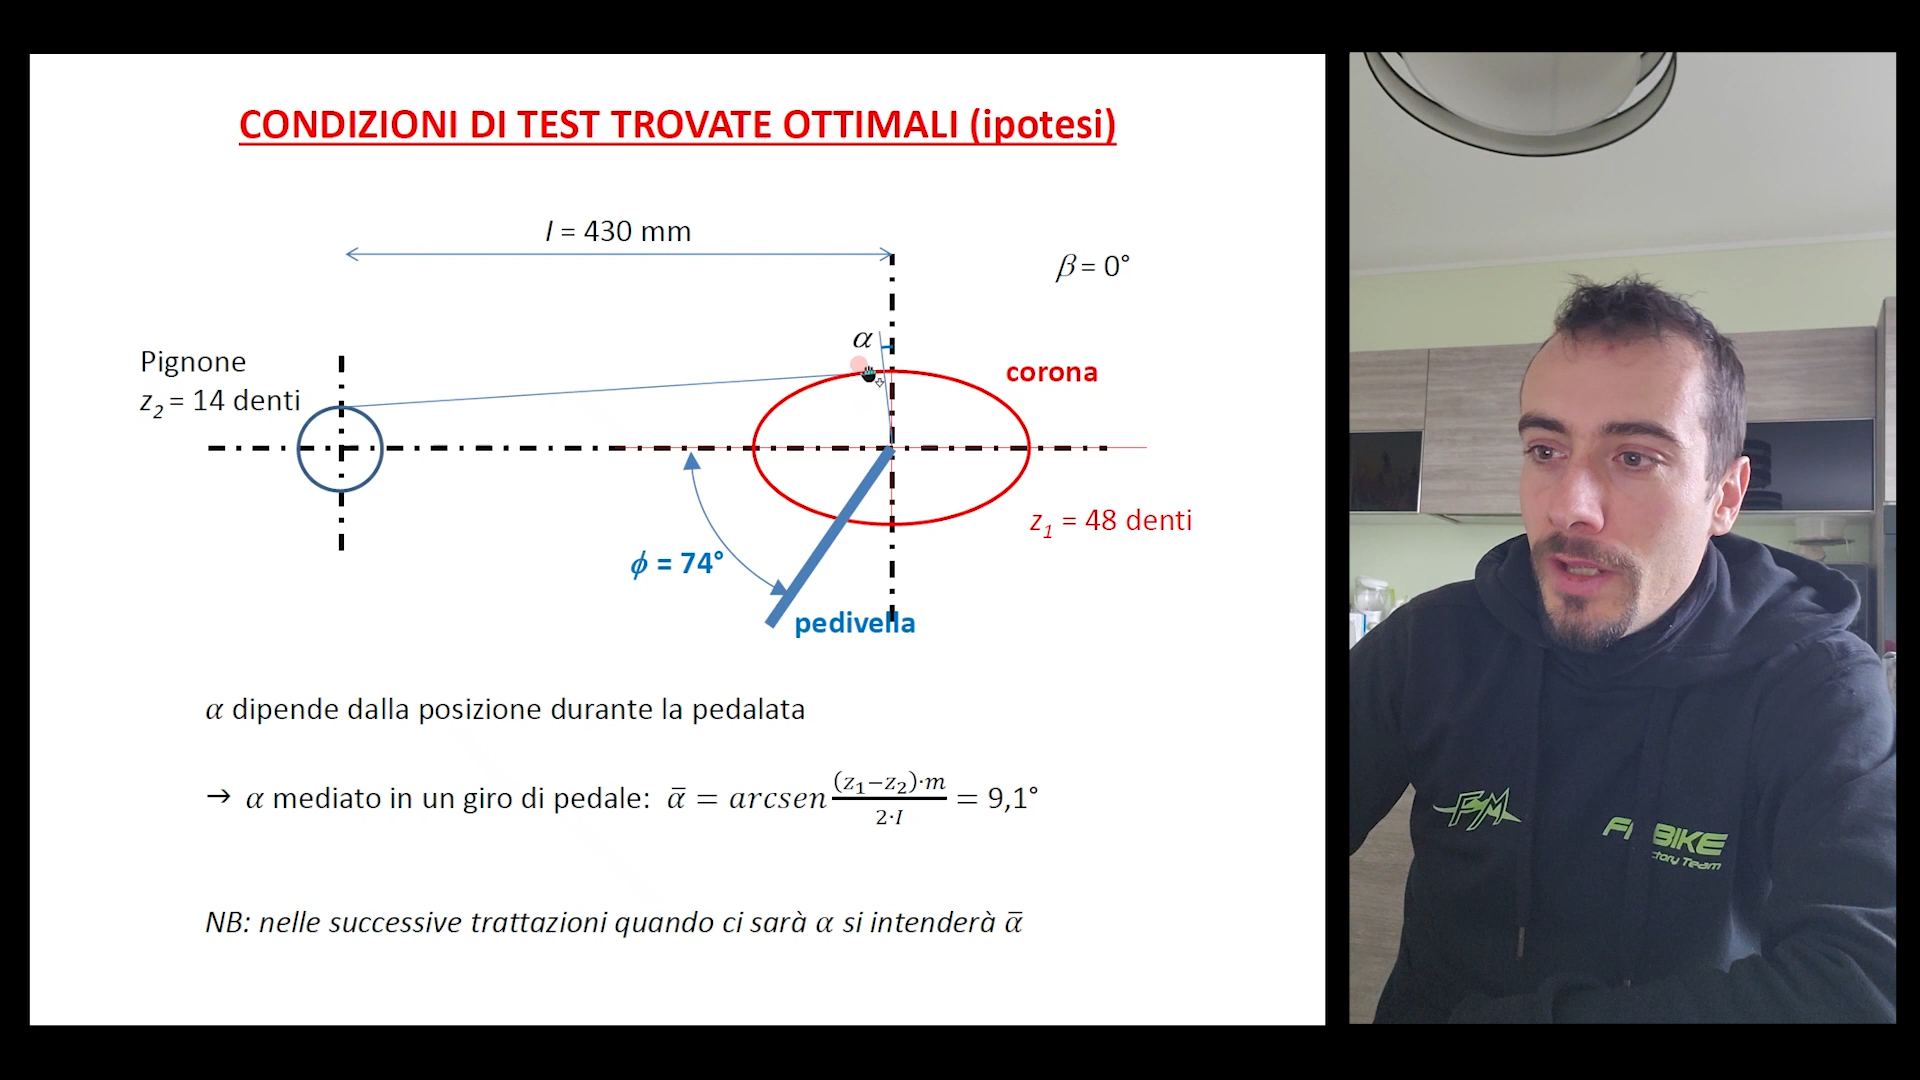 CONDIZIONI DI TEST TROVATE OTTIMALI (ipotesi)
I = 430 mm
β = 0°
α
Pignone
z₂ = 14 denti
corona
z₁ = 48 denti
ϕ = 74°
pedivella
α dipende dalla posizione durante la pedalata
→ α mediato in un giro di pedale: ᾱ = arcsen (z₁−z₂)·m / 2·I = 9,1°
NB: nelle successive trattazioni quando ci sarà α si intenderà ᾱ
FM
BIKE
ctory Team